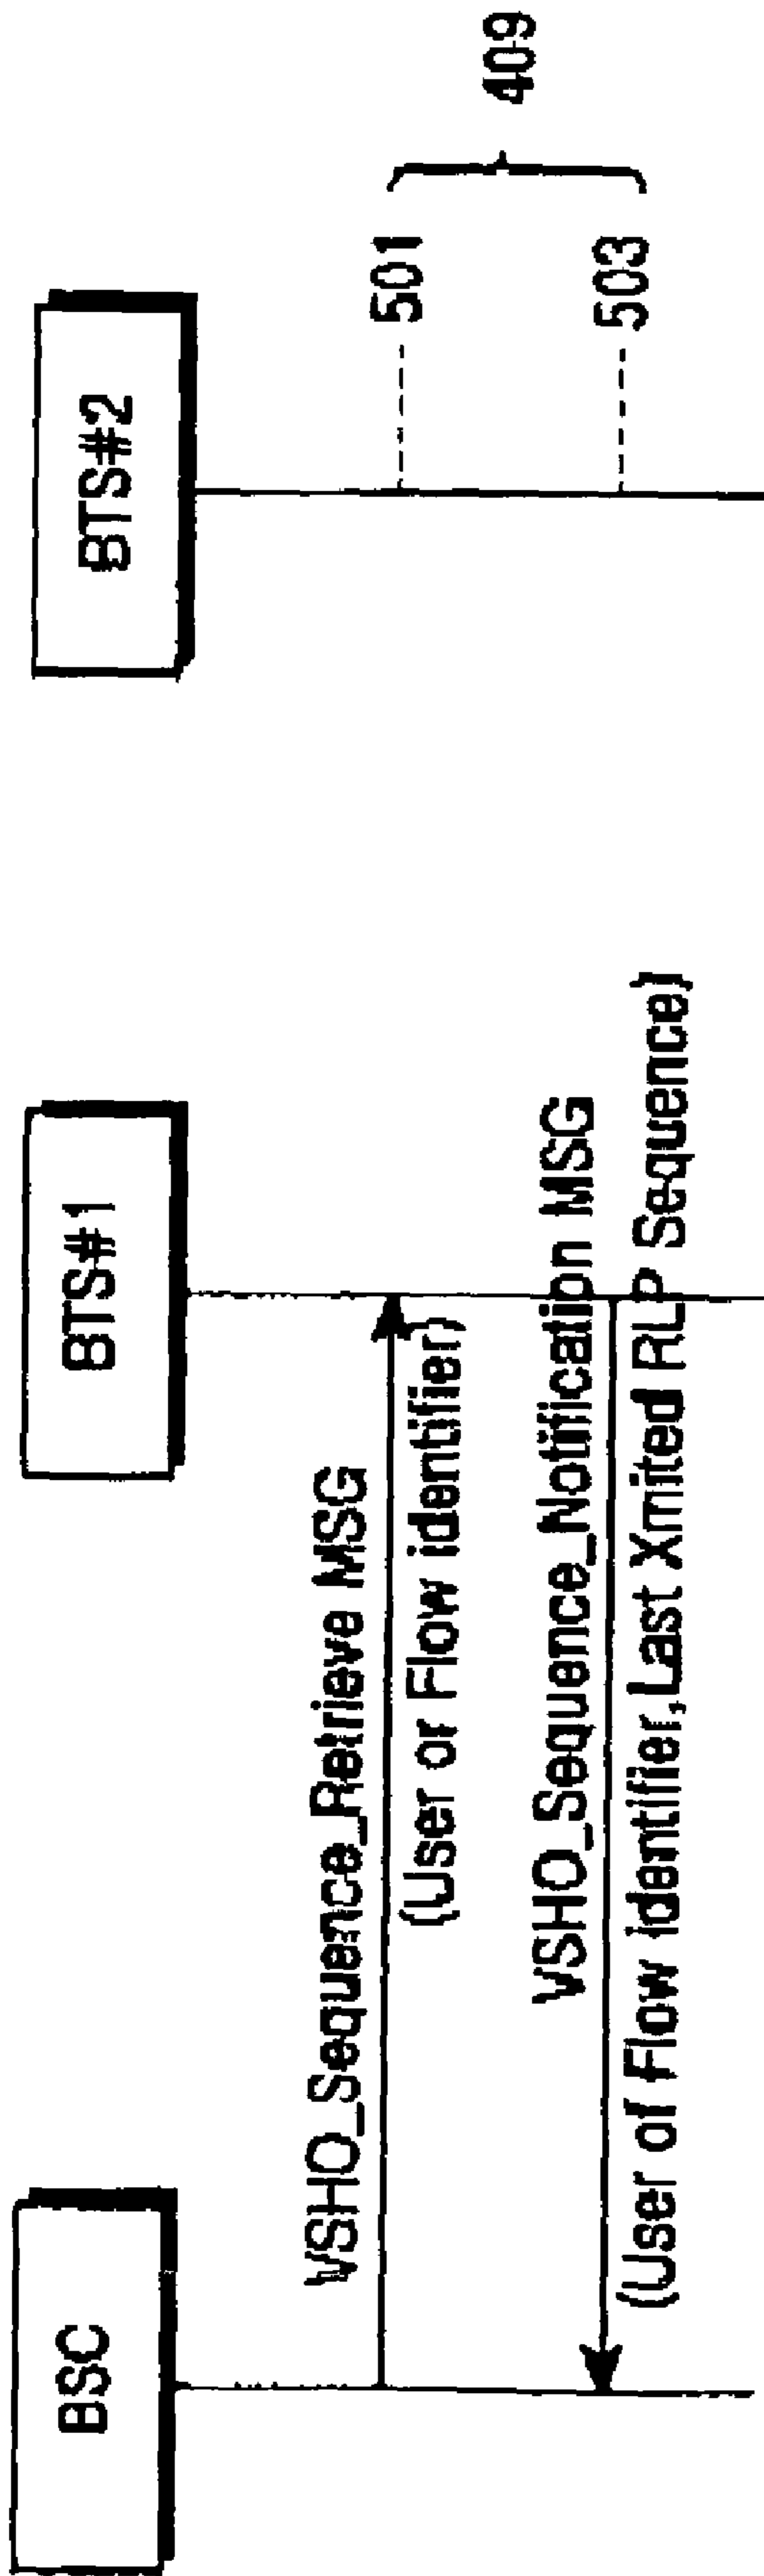 BSC
BTS#1
BTS#2
VSHO_Sequence_Retrieve MSG
501
(User or Flow identifier)
409
VSHO_Sequence_Notification MSG
503
(User of Flow identifier,Last Xmited RLP Sequence)